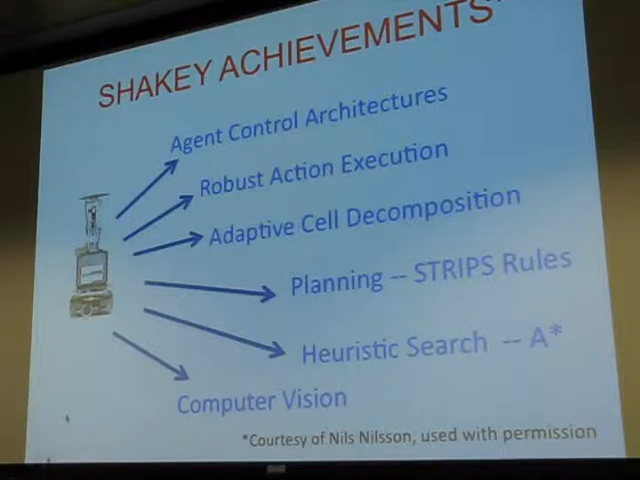 SHAKEY ACHIEVEMENTS*
Agent Control Architectures
Robust Action Execution
Adaptive Cell Decomposition
Planning -- STRIPS Rules
Heuristic Search -- A*
Computer Vision
*Courtesy of Nils Nilsson, used with permission